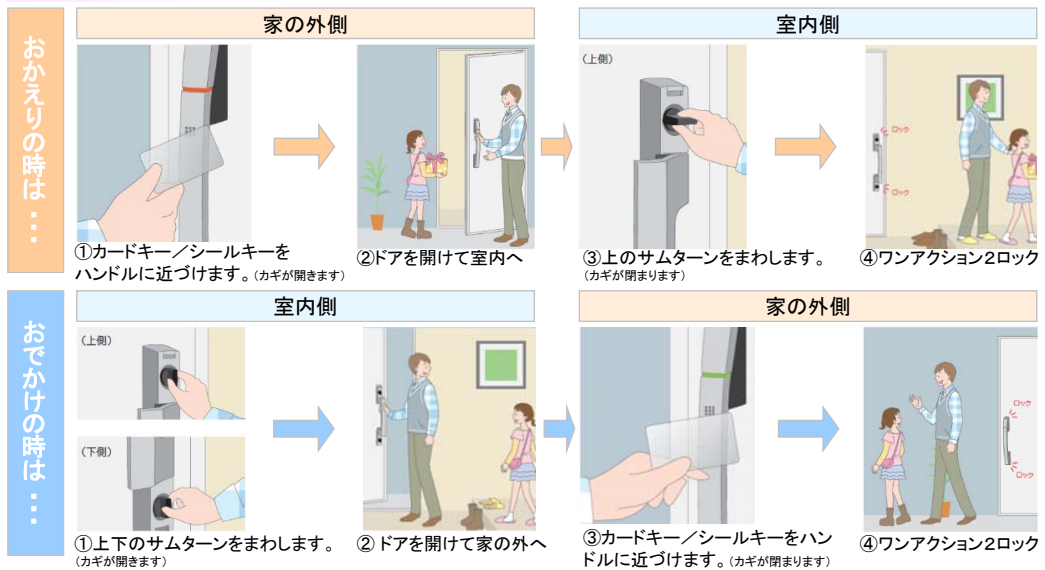 おかえりの時は・・・
家の外側
室内側
(上側)
ロック
ロック
①カードキー／シールキーを
ハンドルに近づけます。(カギが開きます)
②ドアを開けて室内へ
③上のサムターンをまわします。
(カギが閉まります)
④ワンアクション2ロック
おでかけの時は・・・
室内側
家の外側
(上側)
(下側)
ロック
ロック
①上下のサムターンをまわします。
(カギが開きます)
②ドアを開けて家の外へ
③カードキー／シールキーをハン
ドルに近づけます。(カギが閉まります)
④ワンアクション2ロック